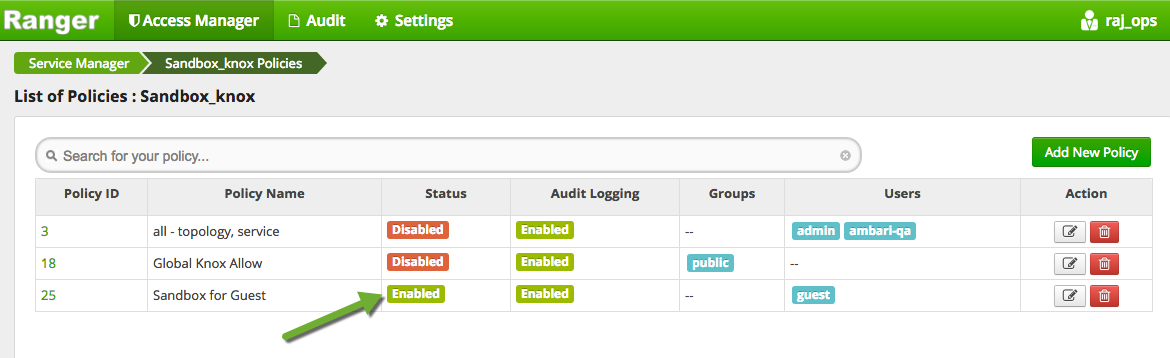 Ranger Access Manager Audit Settings raj_ops
Service Manager Sandbox_knox Policies
List of Policies : Sandbox_knox
Search for your policy... Add New Policy
Policy ID Policy Name Status Audit Logging Groups Users Action
3 all - topology, service Disabled Enabled -- admin ambari-qa
18 Global Knox Allow Disabled Enabled public --
25 Sandbox for Guest Enabled Enabled -- guest